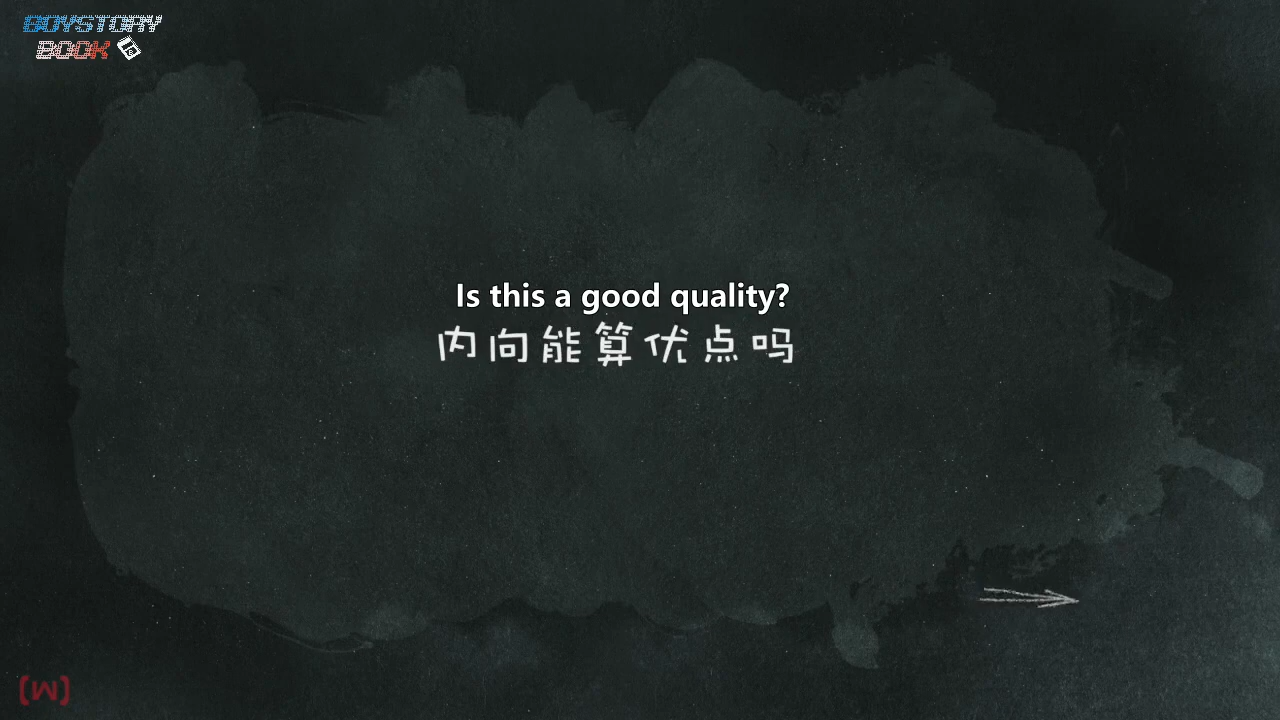 BOYSTORY
BOOK
Is this a good quality?
内向能算优点吗
[W]